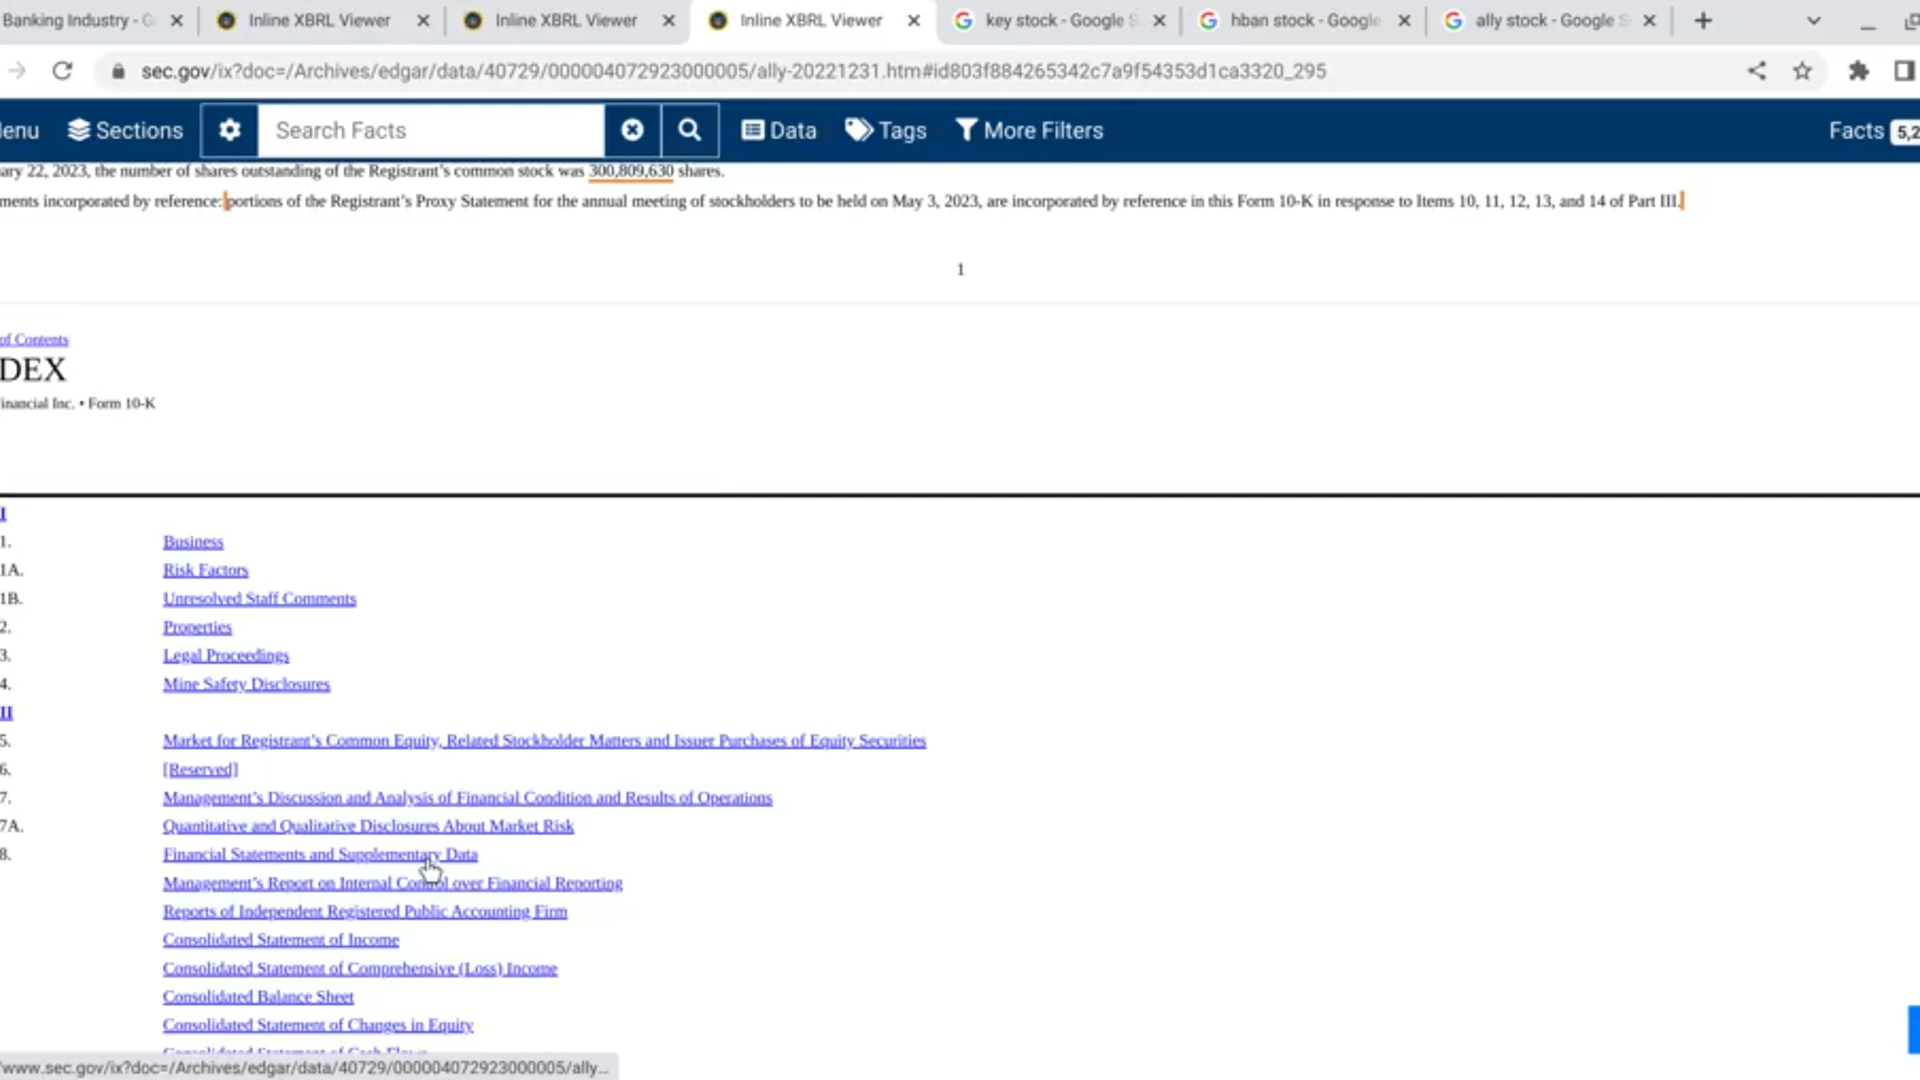 Banking Industry - G
Inline XBRL Viewer
Inline XBRL Viewer
Inline XBRL Viewer
key stock - Google S
hban stock - Google
ally stock - Google S
sec.gov/ix?doc=/Archives/edgar/data/40729/000004072923000005/ally-20221231.htm#id803f884265342c7a9f54353d1ca3320_295
enu Sections Search Facts Data Tags More Filters Facts 5,2
ary 22, 2023, the number of shares outstanding of the Registrant's common stock was 300,809,630 shares.
ments incorporated by reference: portions of the Registrant's Proxy Statement for the annual meeting of stockholders to be held on May 3, 2023, are incorporated by reference in this Form 10-K in response to Items 10, 11, 12, 13, and 14 of Part III.
1
of Contents
DEX
inancial Inc. • Form 10-K
I
1. Business
1A. Risk Factors
1B. Unresolved Staff Comments
2. Properties
3. Legal Proceedings
4. Mine Safety Disclosures
II
5. Market for Registrant's Common Equity, Related Stockholder Matters and Issuer Purchases of Equity Securities
6. [Reserved]
7. Management's Discussion and Analysis of Financial Condition and Results of Operations
7A. Quantitative and Qualitative Disclosures About Market Risk
8. Financial Statements and Supplementary Data
Management's Report on Internal Control over Financial Reporting
Reports of Independent Registered Public Accounting Firm
Consolidated Statement of Income
Consolidated Statement of Comprehensive (Loss) Income
Consolidated Balance Sheet
Consolidated Statement of Changes in Equity
Consolidated Statement of Cash Flows
www.sec.gov/ix?doc=/Archives/edgar/data/40729/000004072923000005/ally...